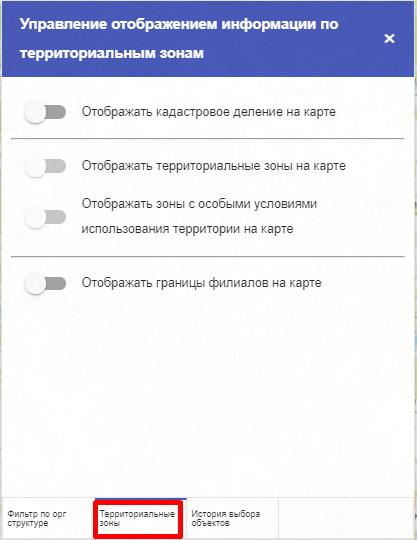 Управление отображением информации по
территориальным зонам
×
Отображать кадастровое деление на карте
Отображать территориальные зоны на карте
Отображать зоны с особыми условиями
использования территории на карте
Отображать границы филиалов на карте
Фильтр по орг
структуре
Территориальные
зоны
История выбора
объектов